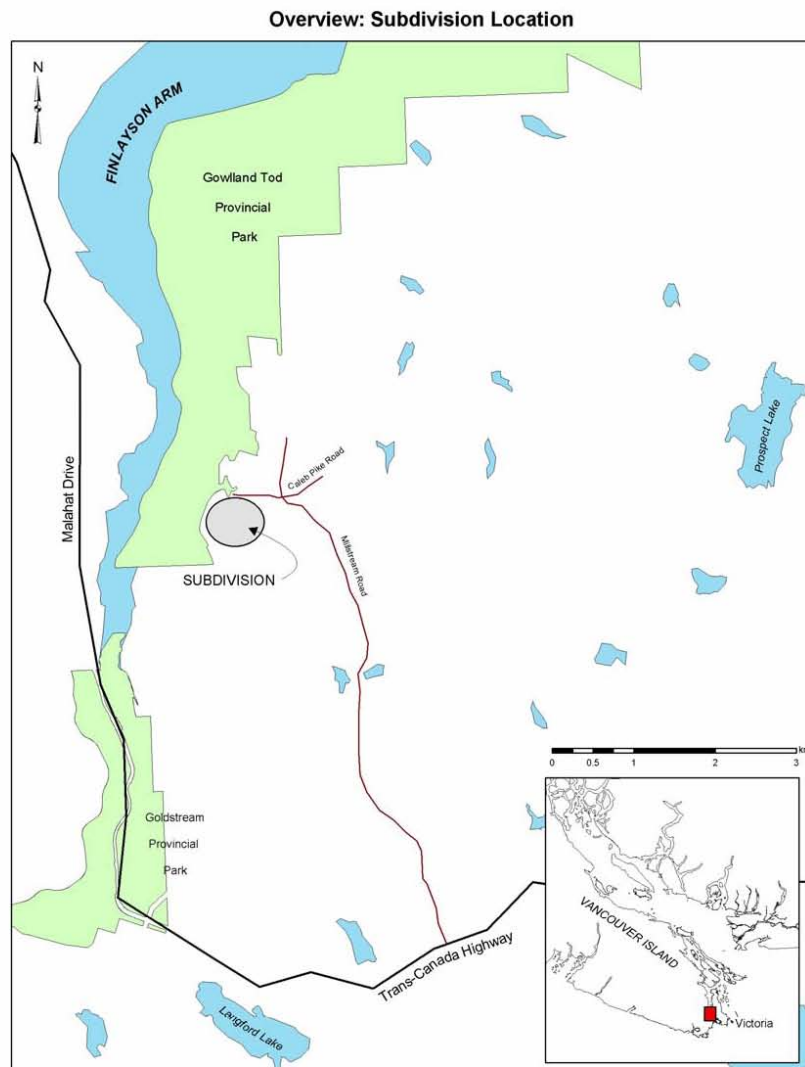 Overview: Subdivision Location
N
FINLAYSON ARM
Gowlland Tod
Provincial
Park
Prospect Lake
Caleb Pike Road
Malahat Drive
Millstream Road
SUBDIVISION
km
0 0.5 1 2 3
Goldstream
Provincial
Park
VANCOUVER ISLAND
Trans-Canada Highway
Victoria
Langford Lake